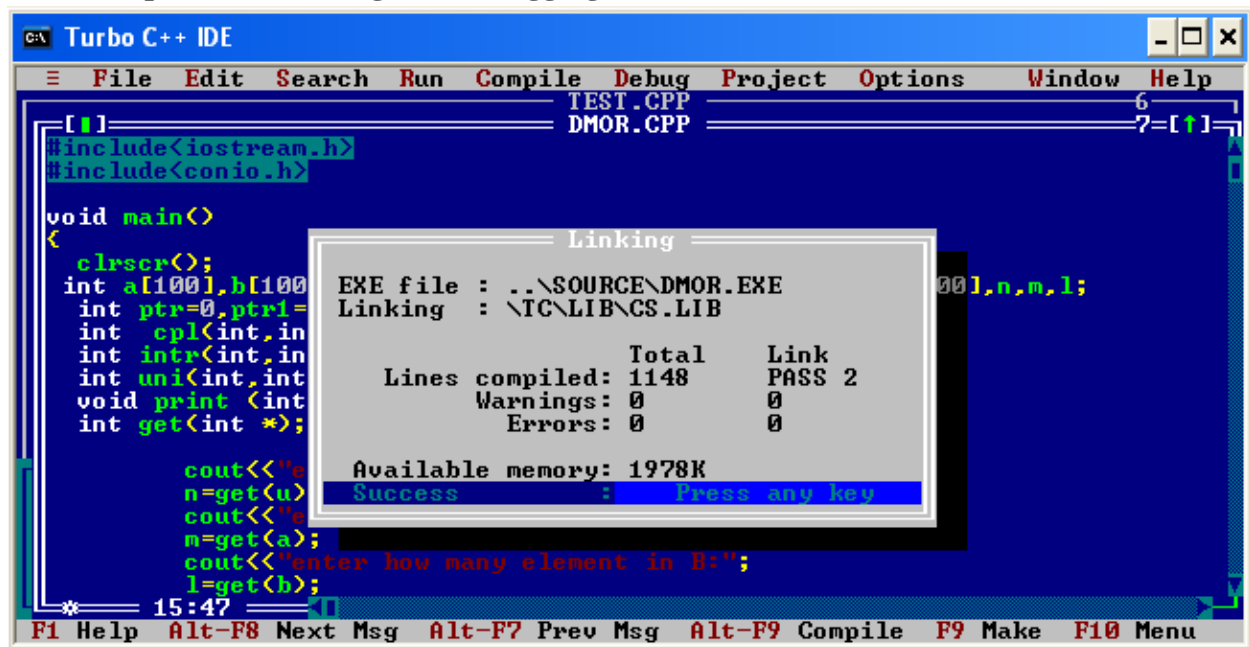 Turbo C++ IDE
≡ File Edit Search Run Compile Debug Project Options Window Help
TEST.CPP 6
[▮] DMOR.CPP 7=[↑]
#include<iostream.h>
#include<conio.h>
void main()
{
clrscr();
int a[100],b[100 00],n,m,l;
int ptr=0,ptr1=
int cpl(int,in
int intr(int,in
int uni(int,int
void print (int
int get(int *);
cout<<"e
n=get(u)
cout<<"e
m=get(a);
cout<<"enter how many element in B:";
l=get(b);
Linking
EXE file : ..\SOURCE\DMOR.EXE
Linking : \TC\LIB\CS.LIB
Total Link
Lines compiled: 1148 PASS 2
Warnings: 0 0
Errors: 0 0
Available memory: 1978K
Success : Press any key
* 15:47
F1 Help Alt-F8 Next Msg Alt-F7 Prev Msg Alt-F9 Compile F9 Make F10 Menu